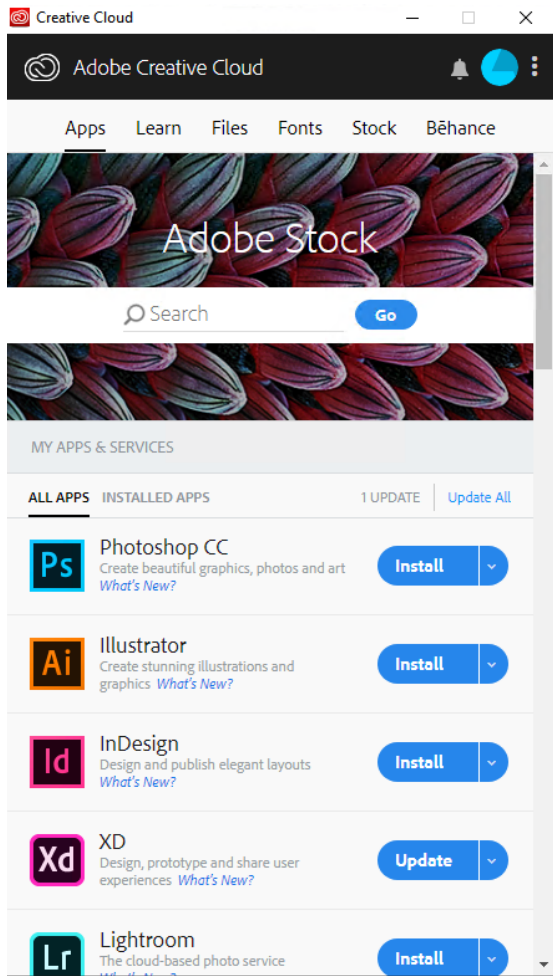 Creative Cloud
Adobe Creative Cloud
Apps Learn Files Fonts Stock Bēhance
Adobe Stock
Search Go
MY APPS & SERVICES
ALL APPS INSTALLED APPS 1 UPDATE Update All
Ps
Photoshop CC
Create beautiful graphics, photos and art
What's New?
Install
Ai
Illustrator
Create stunning illustrations and
graphics What's New?
Install
Id
InDesign
Design and publish elegant layouts
What's New?
Install
Xd
XD
Design, prototype and share user
experiences What's New?
Update
Lr
Lightroom
The cloud-based photo service
What's New?
Install